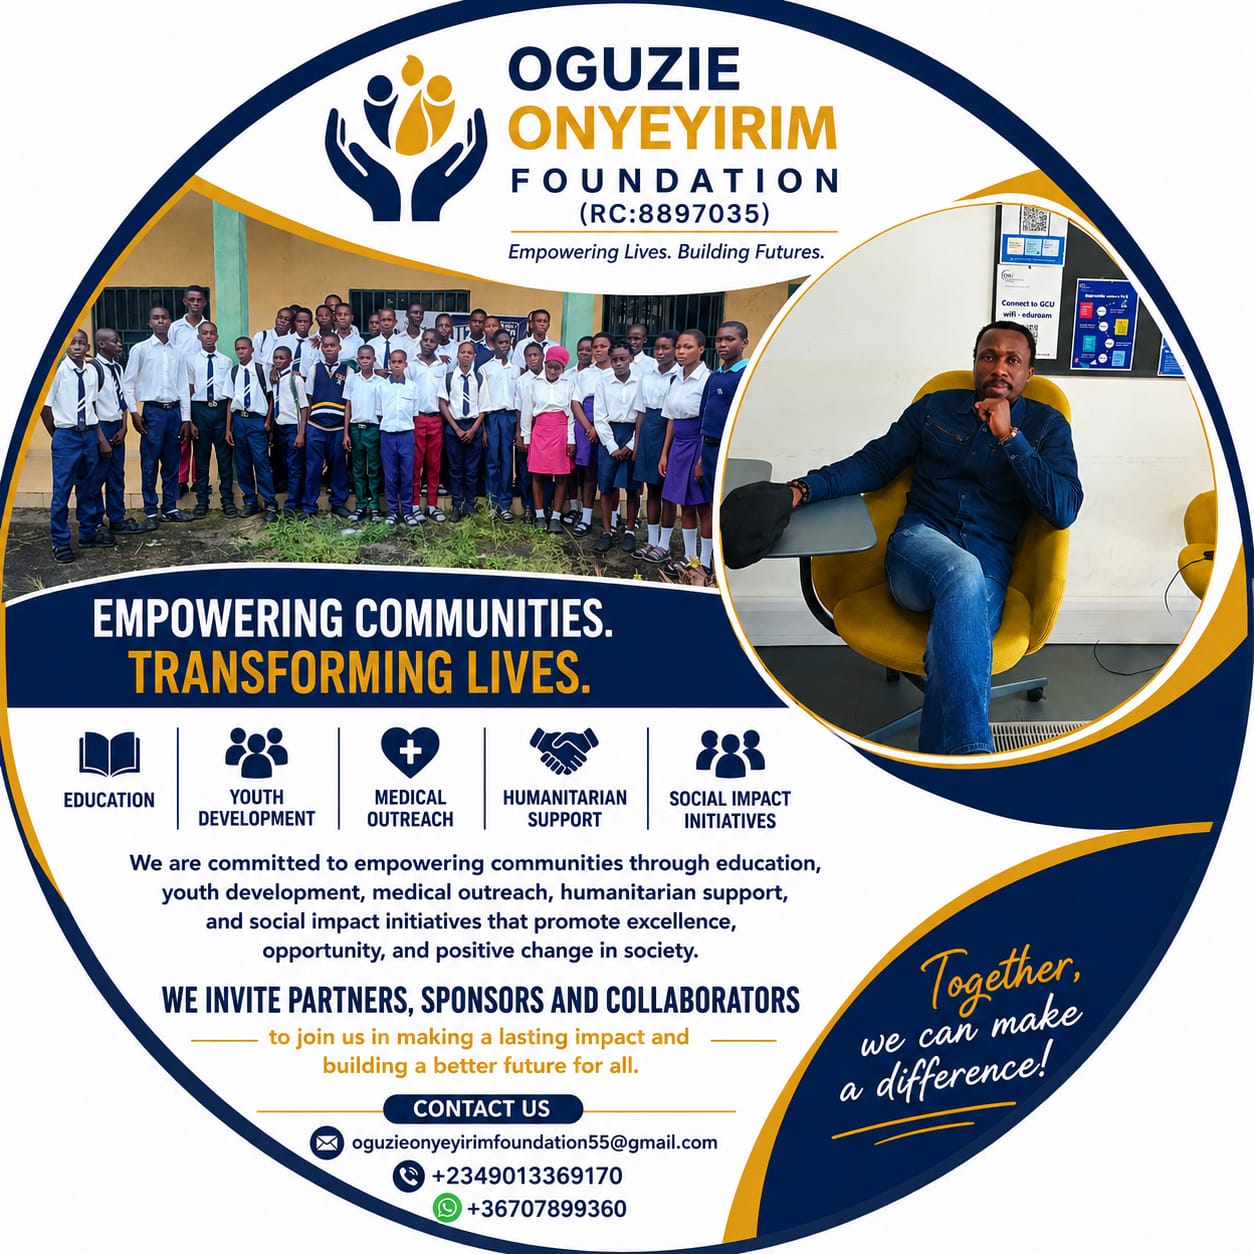 OGUZIE
ONYEYIRIM
FOUNDATION
(RC:8897035)
Empowering Lives. Building Futures.
Connect to GCU
wifi - eduroam
EMPOWERING COMMUNITIES.
TRANSFORMING LIVES.
EDUCATION
YOUTH
DEVELOPMENT
MEDICAL
OUTREACH
HUMANITARIAN
SUPPORT
SOCIAL IMPACT
INITIATIVES
We are committed to empowering communities through education,
youth development, medical outreach, humanitarian support,
and social impact initiatives that promote excellence,
opportunity, and positive change in society.
WE INVITE PARTNERS, SPONSORS AND COLLABORATORS
to join us in making a lasting impact and
building a better future for all.
CONTACT US
oguzieonyeyirimfoundation55@gmail.com
+2349013369170
+36707899360
Together,
we can make
a difference!